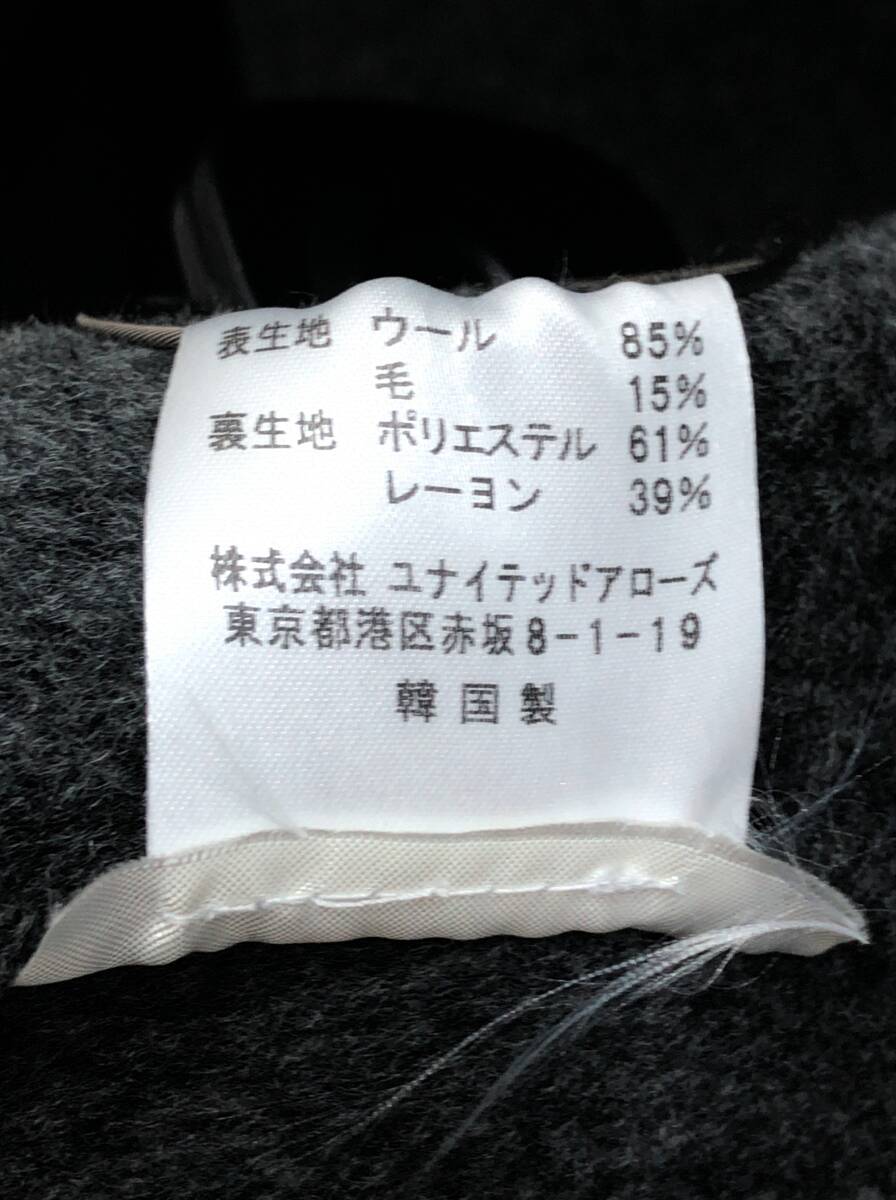 表生地 ウール 85%
毛 15%
裏生地 ポリエステル 61%
レーヨン 39%
株式会社 ユナイテッドアローズ
東京都港区赤坂8-1-19
韓国製